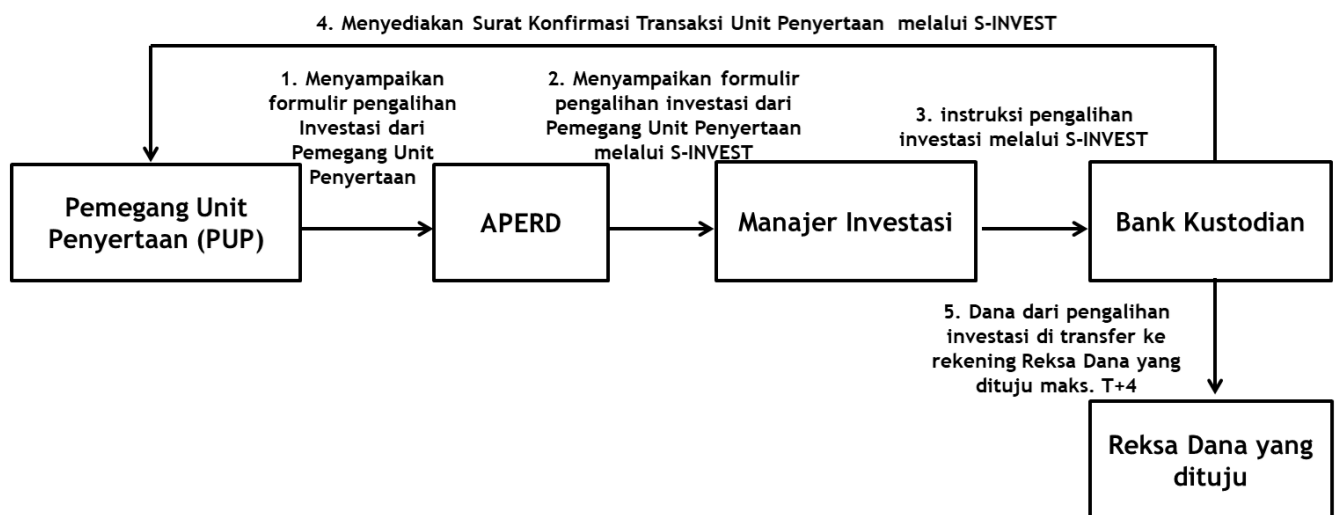 4. Menyediakan Surat Konfirmasi Transaksi Unit Penyertaan melalui S-INVEST
1. Menyampaikan
formulir pengalihan
Investasi dari
Pemegang Unit
Penyertaan
2. Menyampaikan formulir
pengalihan investasi dari
Pemegang Unit Penyertaan
melalui S-INVEST
3. instruksi pengalihan
investasi melalui S-INVEST
Pemegang Unit
Penyertaan (PUP)
APERD
Manajer Investasi
Bank Kustodian
5. Dana dari pengalihan
investasi di transfer ke
rekening Reksa Dana yang
dituju maks. T+4
Reksa Dana yang
dituju